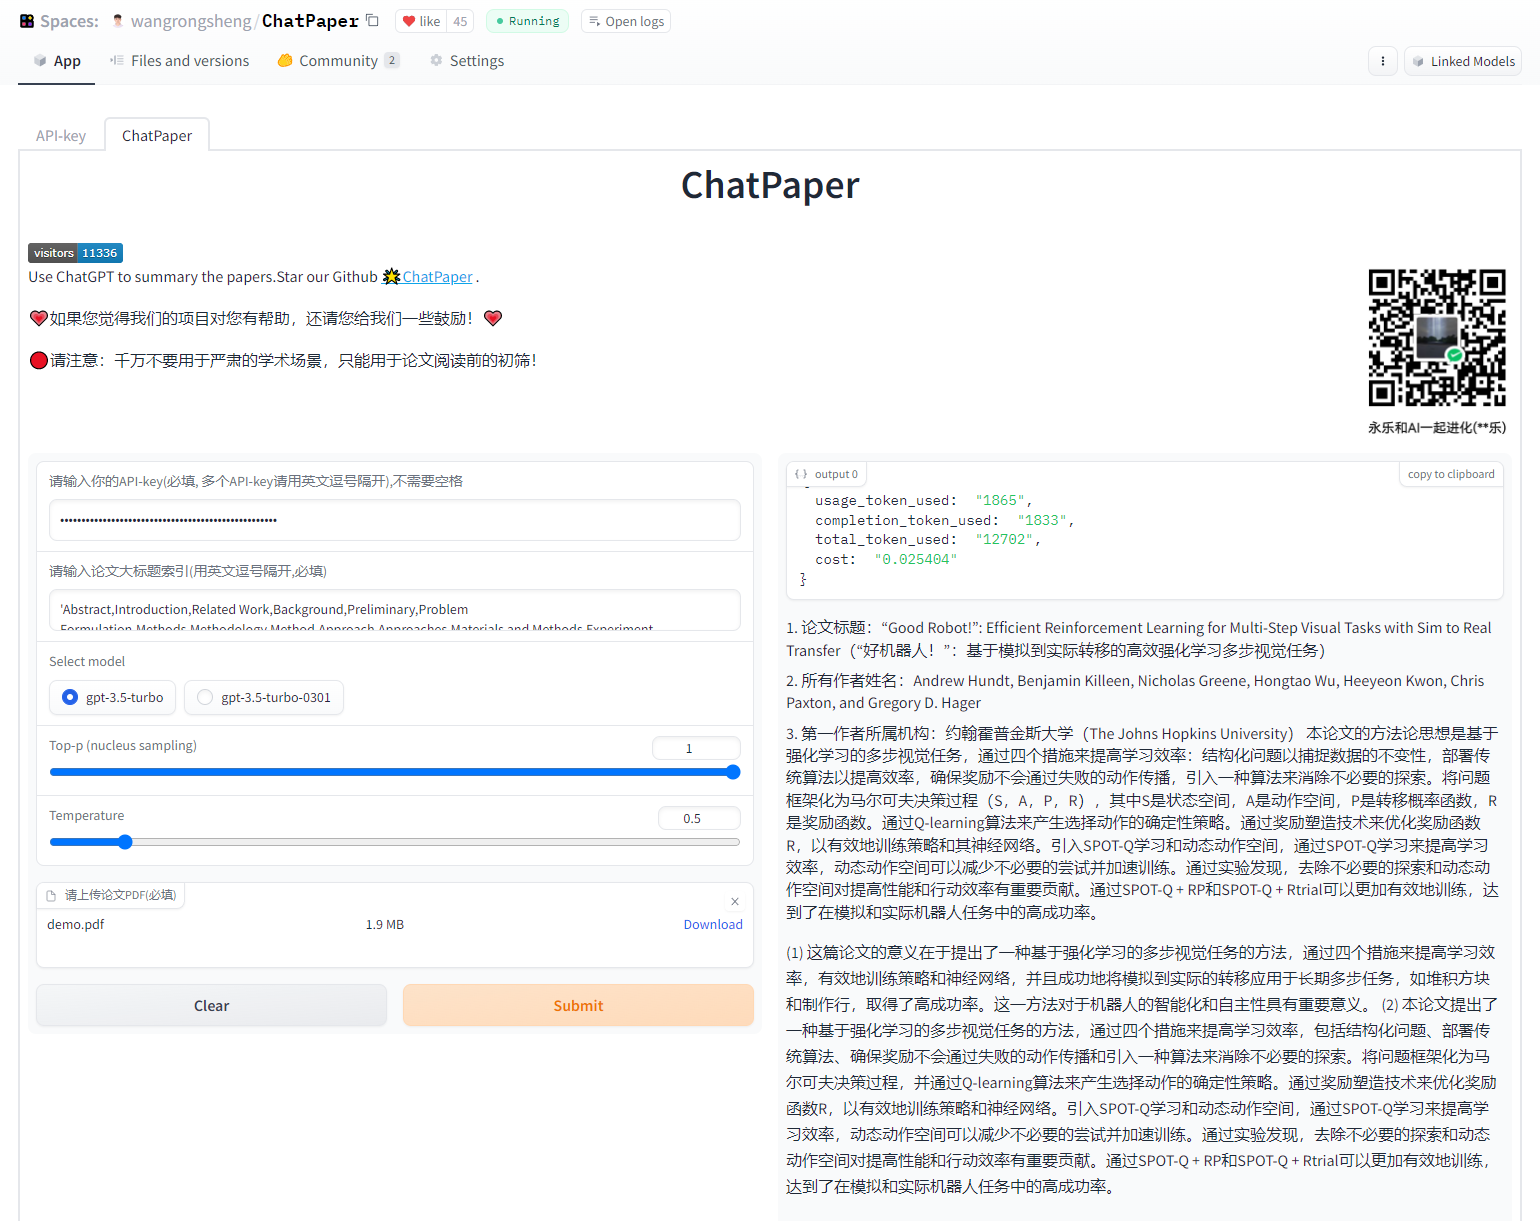 Spaces: wangrongsheng/ChatPaper like 45 Running Open logs
App Files and versions Community 2 Settings Linked Models
API-key ChatPaper
ChatPaper
visitors 11336
Use ChatGPT to summary the papers.Star our Github 🌟ChatPaper .
💗如果您觉得我们的项目对您有帮助，还请您给我们一些鼓励！💗
🔴请注意：千万不要用于严肃的学术场景，只能用于论文阅读前的初筛！
永乐和AI一起进化(**乐)
请输入你的API-key(必填, 多个API-key请用英文逗号隔开),不需要空格
••••••••••••••••••••••••••••••••••••••••••••••••••••
请输入论文大标题索引(用英文逗号隔开,必填)
'Abstract,Introduction,Related Work,Background,Preliminary,Problem
Formulation,Methods,Methodology,Method,Approach,Approaches,Materials and Methods,Experiment
Select model
gpt-3.5-turbo gpt-3.5-turbo-0301
Top-p (nucleus sampling) 1
Temperature 0.5
请上传论文PDF(必填)
demo.pdf 1.9 MB Download
Clear Submit
{ } output 0 copy to clipboard
usage_token_used: "1865",
completion_token_used: "1833",
total_token_used: "12702",
cost: "0.025404"
}
1. 论文标题：“Good Robot!”: Efficient Reinforcement Learning for Multi-Step Visual Tasks with Sim to Real
Transfer（“好机器人！”：基于模拟到实际转移的高效强化学习多步视觉任务）
2. 所有作者姓名：Andrew Hundt, Benjamin Killeen, Nicholas Greene, Hongtao Wu, Heeyeon Kwon, Chris
Paxton, and Gregory D. Hager
3. 第一作者所属机构：约翰霍普金斯大学（The Johns Hopkins University） 本论文的方法论思想是基于
强化学习的多步视觉任务，通过四个措施来提高学习效率：结构化问题以捕捉数据的不变性，部署传
统算法以提高效率，确保奖励不会通过失败的动作传播，引入一种算法来消除不必要的探索。将问题
框架化为马尔可夫决策过程（S，A，P，R），其中S是状态空间，A是动作空间，P是转移概率函数，R
是奖励函数。通过Q-learning算法来产生选择动作的确定性策略。通过奖励塑造技术来优化奖励函数
R，以有效地训练策略和其神经网络。引入SPOT-Q学习和动态动作空间，通过SPOT-Q学习来提高学习
效率，动态动作空间可以减少不必要的尝试并加速训练。通过实验发现，去除不必要的探索和动态动
作空间对提高性能和行动效率有重要贡献。通过SPOT-Q + RP和SPOT-Q + Rtrial可以更加有效地训练，达
到了在模拟和实际机器人任务中的高成功率。
(1) 这篇论文的意义在于提出了一种基于强化学习的多步视觉任务的方法，通过四个措施来提高学习效
率，有效地训练策略和神经网络，并且成功地将模拟到实际的转移应用于长期多步任务，如堆积方块
和制作行，取得了高成功率。这一方法对于机器人的智能化和自主性具有重要意义。 (2) 本论文提出了
一种基于强化学习的多步视觉任务的方法，通过四个措施来提高学习效率，包括结构化问题、部署传
统算法、确保奖励不会通过失败的动作传播和引入一种算法来消除不必要的探索。将问题框架化为马
尔可夫决策过程，并通过Q-learning算法来产生选择动作的确定性策略。通过奖励塑造技术来优化奖励
函数R，以有效地训练策略和神经网络。引入SPOT-Q学习和动态动作空间，通过SPOT-Q学习来提高学
习效率，动态动作空间可以减少不必要的尝试并加速训练。通过实验发现，去除不必要的探索和动态
动作空间对提高性能和行动效率有重要贡献。通过SPOT-Q + RP和SPOT-Q + Rtrial可以更加有效地训练，
达到了在模拟和实际机器人任务中的高成功率。